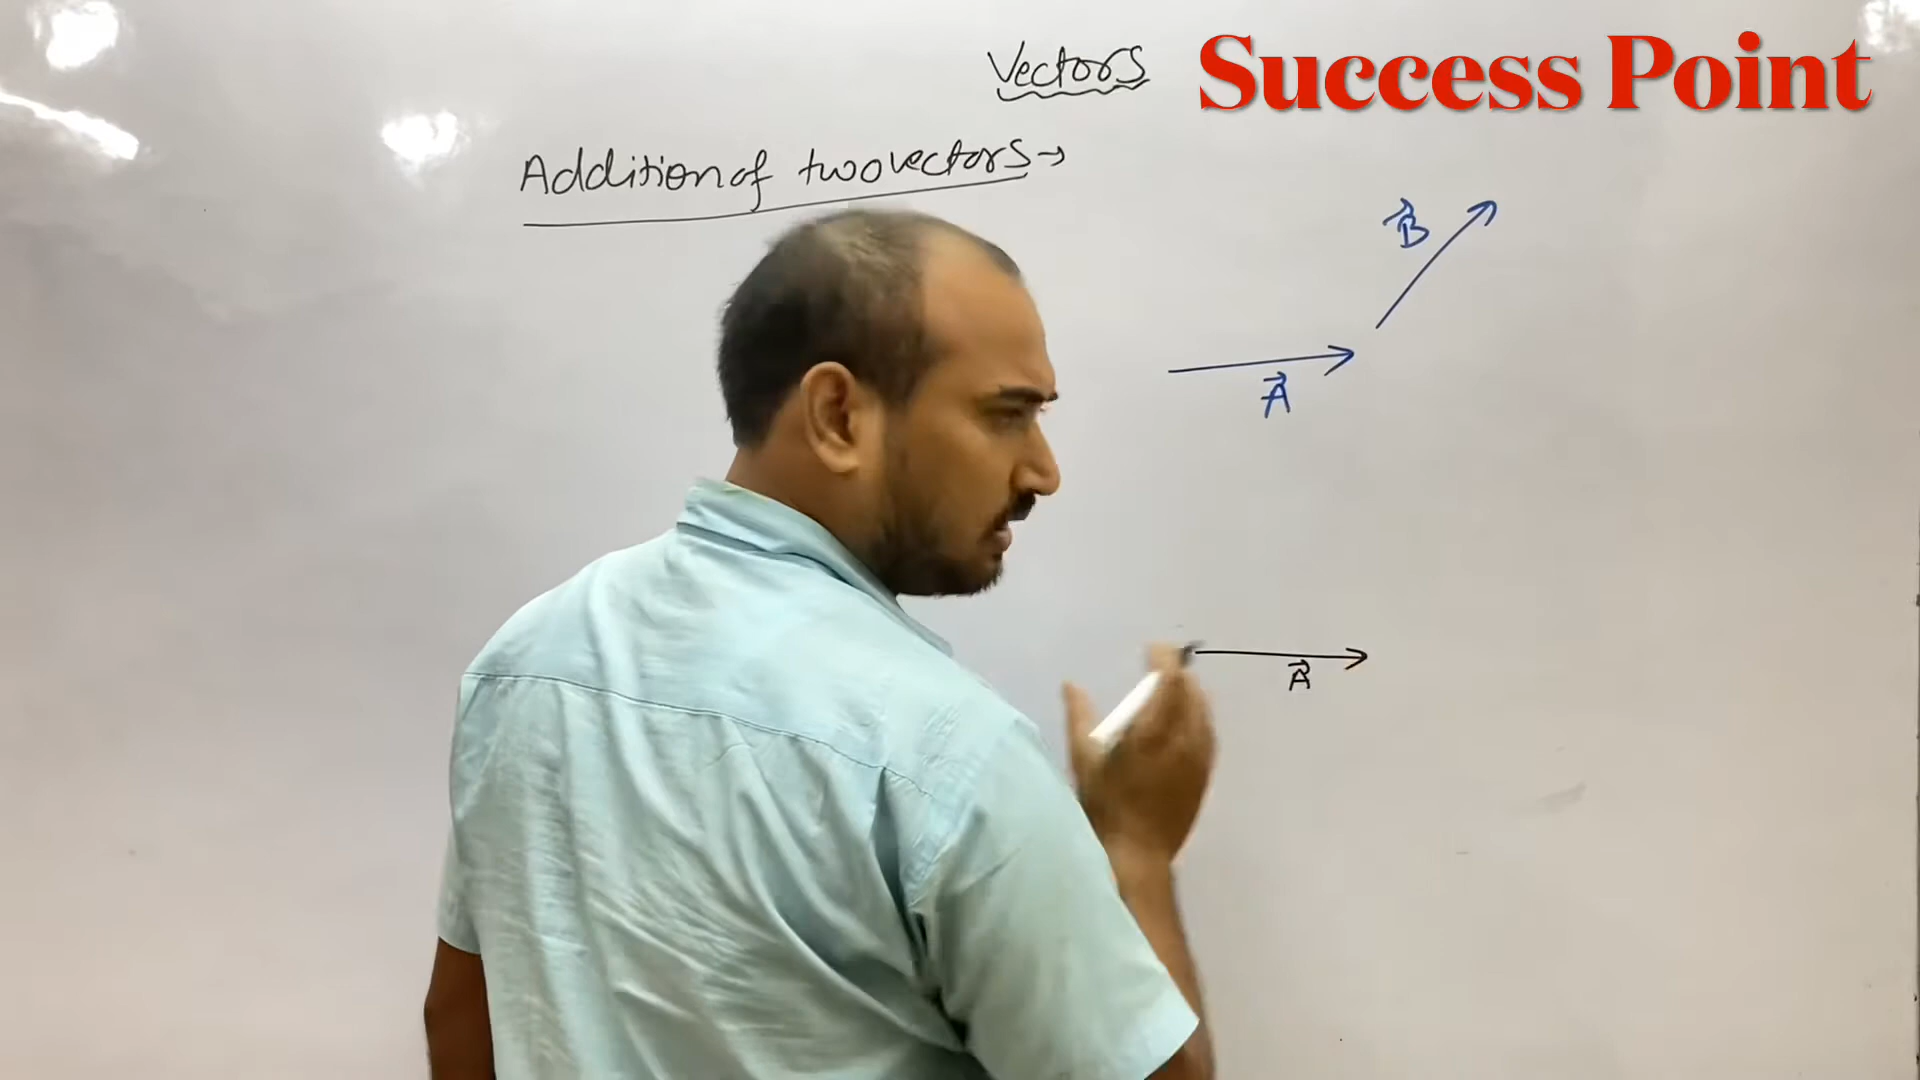 Vectors
Success Point
Addition of two vectors →
B⃗
A⃗
A⃗